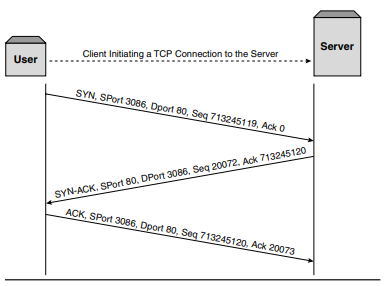 User
Client Initiating a TCP Connection to the Server
Server
SYN, SPort 3086, Dport 80, Seq 713245119, Ack 0
SYN-ACK, SPort 80, DPort 3086, Seq 20072, Ack 713245120
ACK, SPort 3086, Dport 80, Seq 713245120, Ack 20073